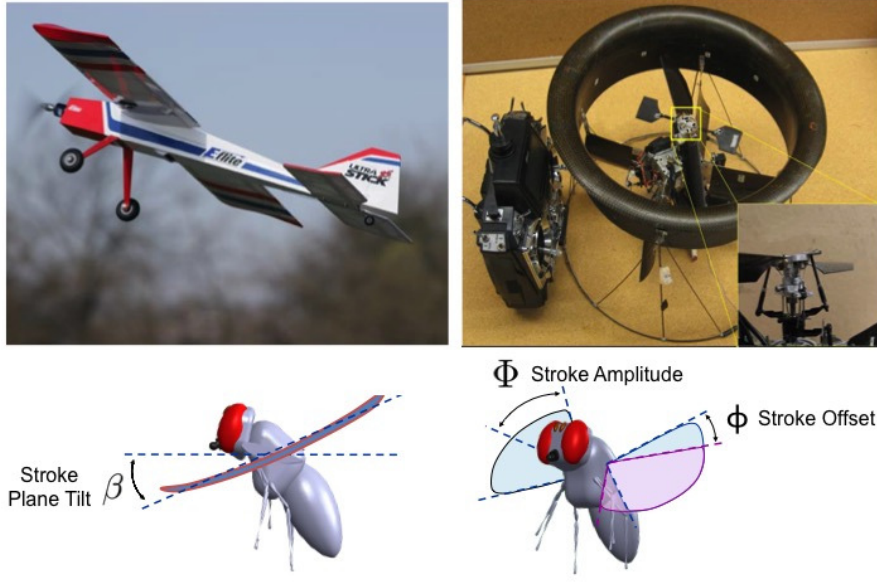 E flite
ULTRA
STICK
Stroke
Plane Tilt β
Φ Stroke Amplitude
ϕ Stroke Offset